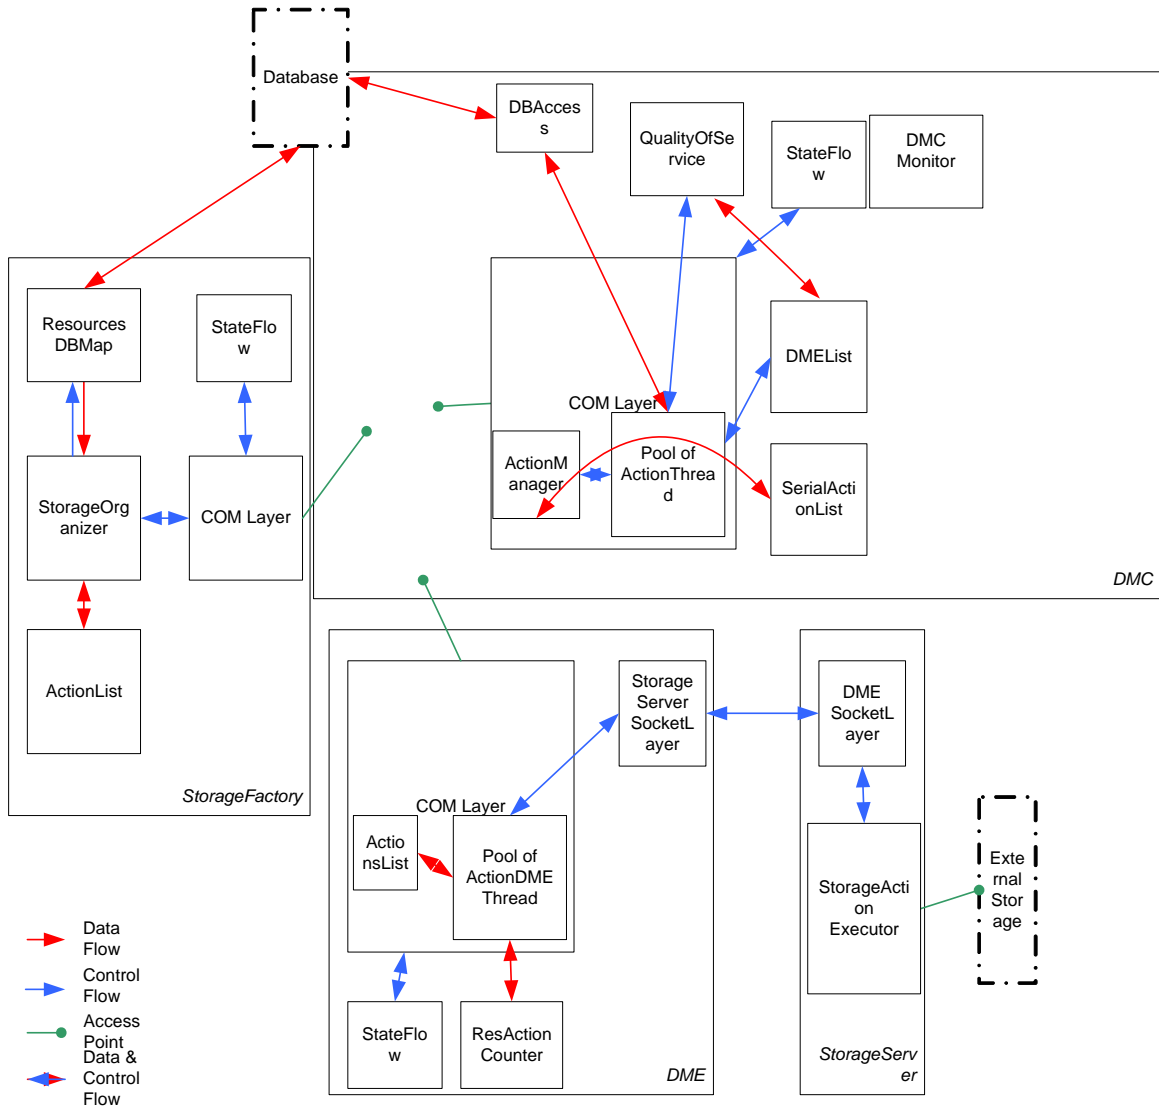 Database
DBAcces
s
QualityOfSe
rvice
StateFlo
w
DMC
Monitor
Resources
DBMap
StateFlo
w
DMEList
COM Layer
ActionM
anager
Pool of
ActionThrea
d
SerialActi
onList
StorageOrg
anizer
COM Layer
DMC
ActionList
StorageFactory
Storage
Server
SocketL
ayer
DME
SocketL
ayer
COM Layer
Actio
nsList
Pool of
ActionDME
Thread
StorageActi
on
Executor
Exte
rnal
Stor
age
StateFlo
w
ResAction
Counter
DME
StorageServ
er
Data
Flow
Control
Flow
Access
Point
Data &
Control
Flow